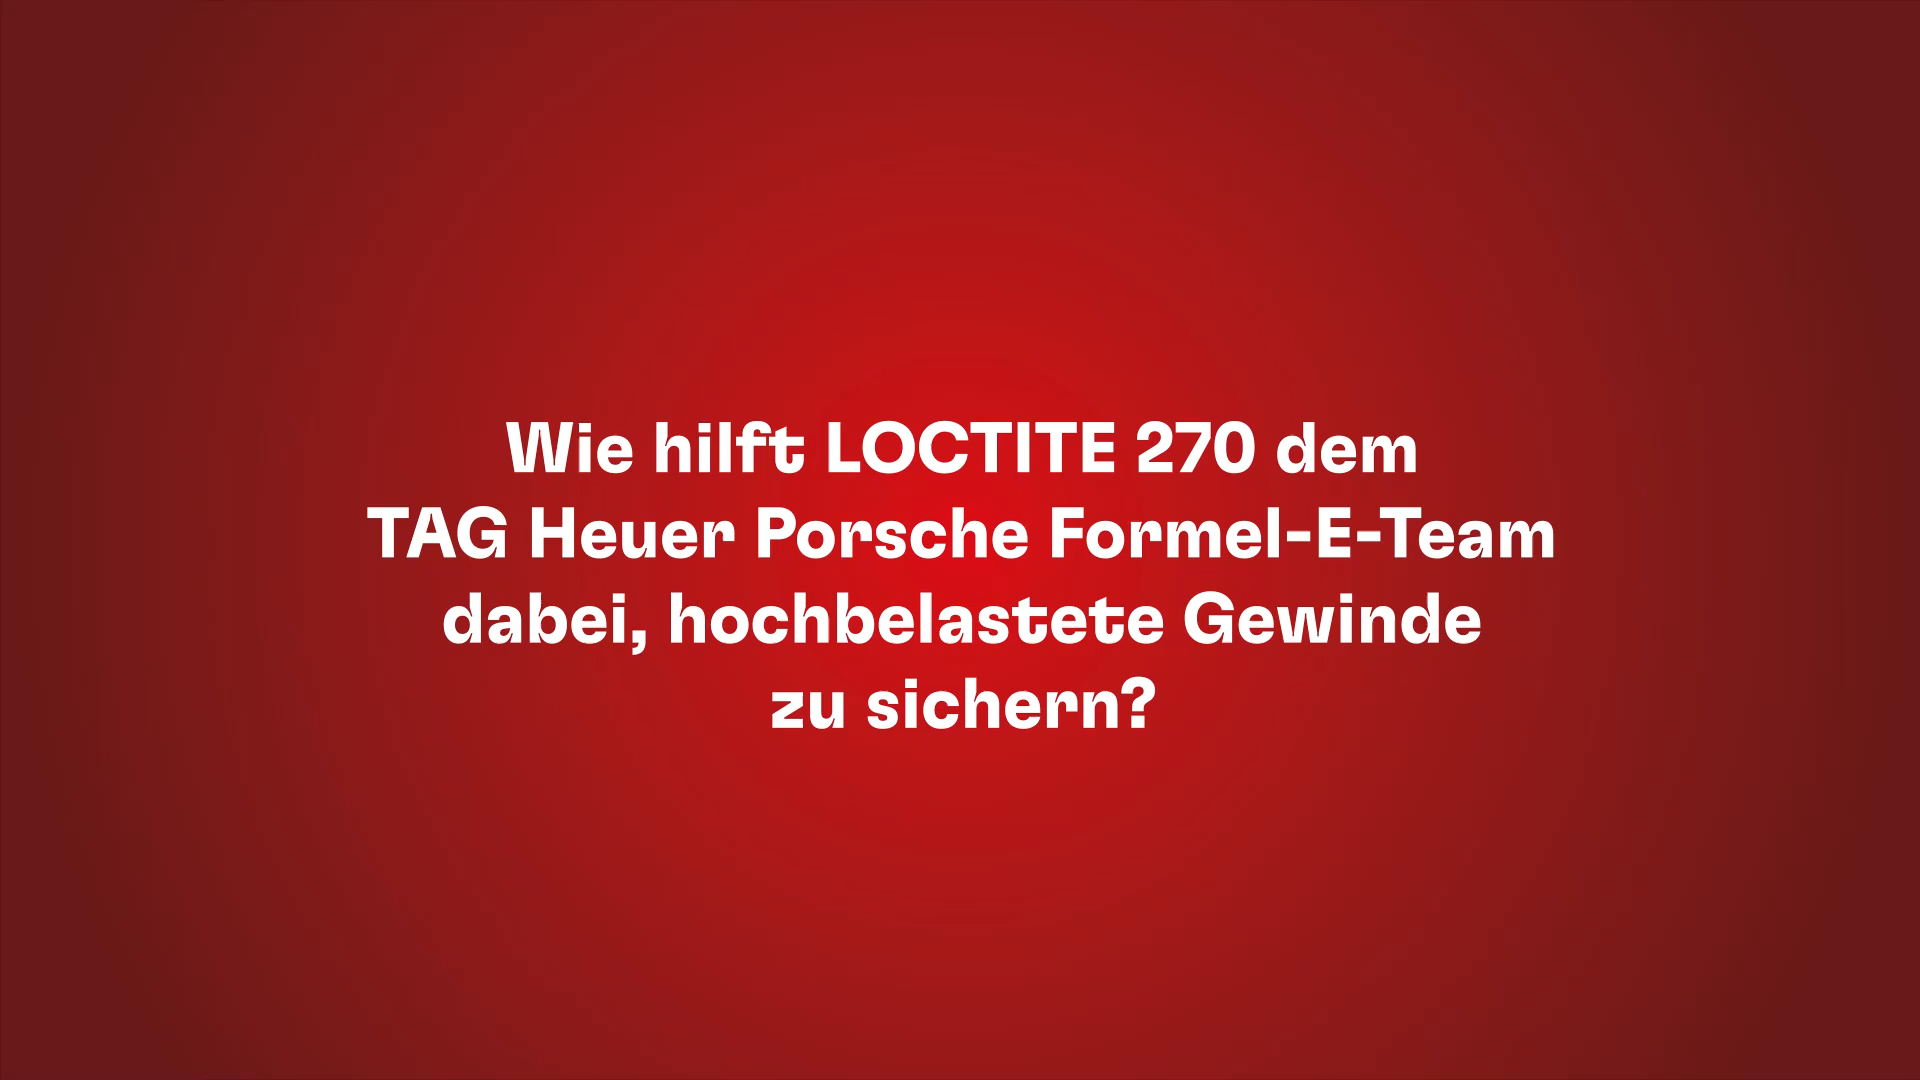 Wie hilft LOCTITE 270 dem
TAG Heuer Porsche Formel-E-Team
dabei, hochbelastete Gewinde
zu sichern?